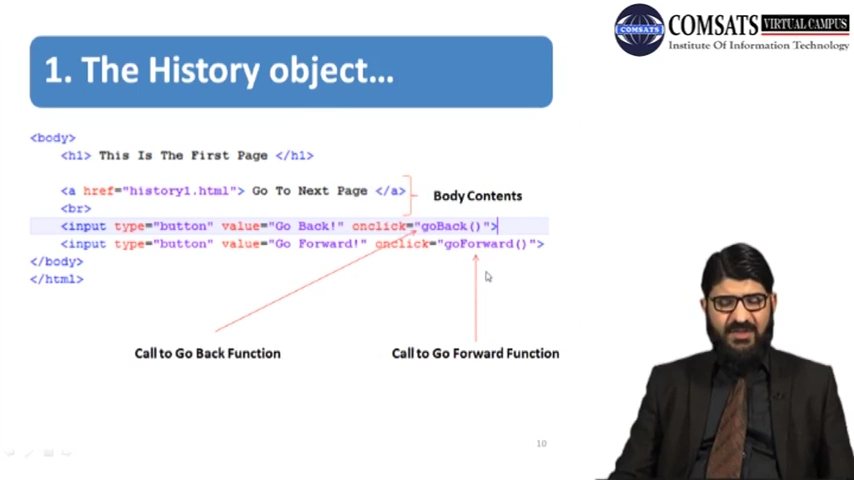 COMSATS VIRTUAL CAMPUS
Institute Of Information Technology
COMSATS
1. The History object...
<body>
<h1> This Is The First Page </h1>
<a href="history1.html"> Go To Next Page </a>
Body Contents
<br>
<input type="button" value="Go Back!" onclick="goBack()">
<input type="button" value="Go Forward!" onclick="goForward()">
</body>
</html>
Call to Go Back Function
Call to Go Forward Function
10